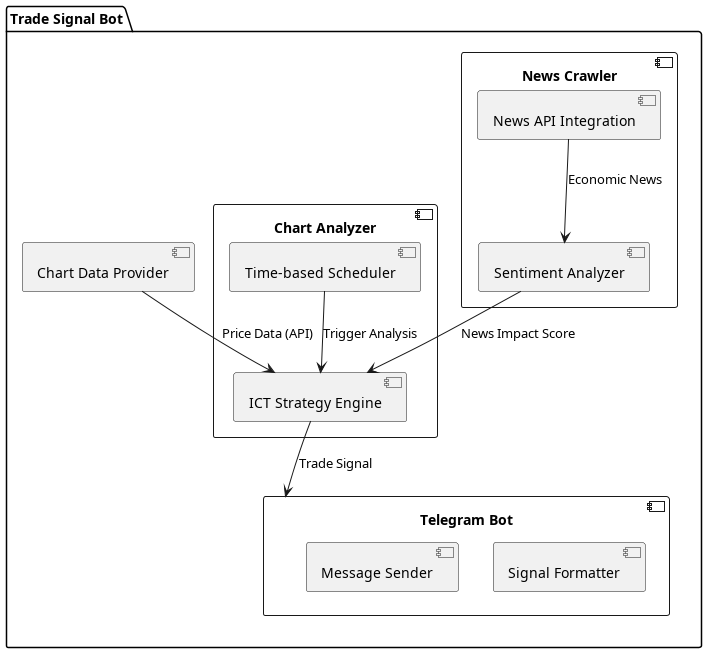 Trade Signal Bot
News Crawler
News API Integration
Economic News
Chart Analyzer
Chart Data Provider
Time-based Scheduler
Sentiment Analyzer
Price Data (API)
Trigger Analysis
News Impact Score
ICT Strategy Engine
Trade Signal
Telegram Bot
Message Sender
Signal Formatter